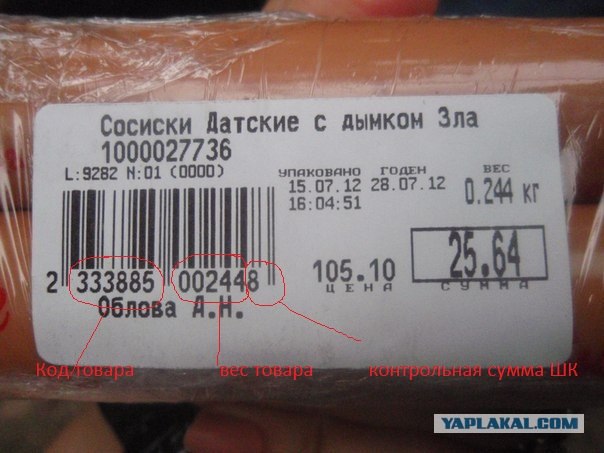 Сосиски Датские с дымком Зла
1000027736
L:9282 N:01 (0000)
УПАКОВАНО ГОДЕН ВЕС
15.07.12 28.07.12 0.244 кг
16:04:51
25.64
105.10
ЦЕНА СУММА
2 333885 002448
Облова А.Н.
Код товара вес товара контрольная сумма ШК
YAPLAKAL.COM